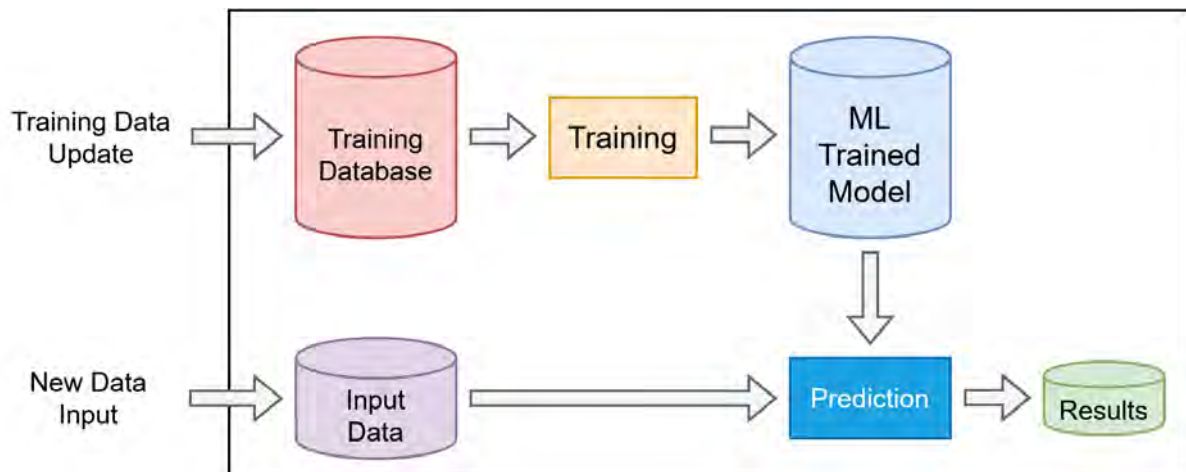 Training Data
Update
Training
Database
Training
ML
Trained
Model
New Data
Input
Input
Data
Prediction
Results